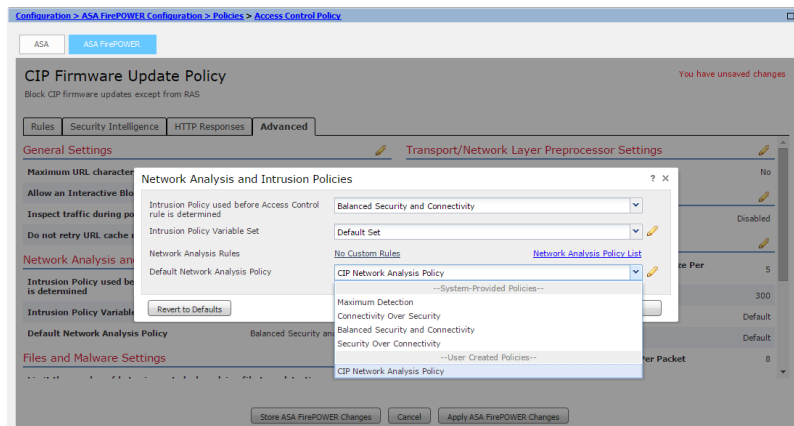 Configuration > ASA FirePOWER Configuration > Policies > Access Control Policy
ASA
ASA FirePOWER
CIP Firmware Update Policy
You have unsaved changes
Block CIP firmware updates except from RAS
Rules
Security Intelligence
HTTP Responses
Advanced
General Settings
Transport/Network Layer Preprocessor Settings
Maximum URL character
No
Allow an Interactive Blo
Inspect traffic during po
Disabled
Do not retry URL cache
Network Analysis and Intrusion Policies
? ×
Intrusion Policy used before Access Control
rule is determined
Balanced Security and Connectivity
Intrusion Policy Variable Set
Default Set
Network Analysis Rules
No Custom Rules
Network Analysis Policy List
Default Network Analysis Policy
CIP Network Analysis Policy
--System-Provided Policies--
Maximum Detection
Connectivity Over Security
Balanced Security and Connectivity
Security Over Connectivity
--User Created Policies--
CIP Network Analysis Policy
Revert to Defaults
Network Analysis an
ze Per
5
Intrusion Policy used be
is determined
300
Intrusion Policy Variable
Default
Default Network Analysis Policy
Balanced Security an
Default
Files and Malware Settings
Per Packet
8
Store ASA FirePOWER Changes
Cancel
Apply ASA FirePOWER Changes